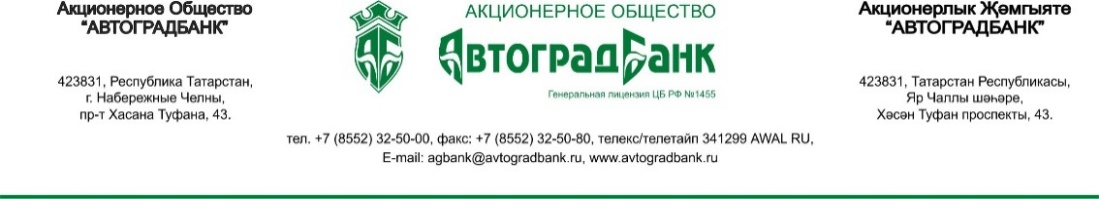 Акционерное Общество
“АВТОГРАДБАНК”
423831, Республика Татарстан,
г. Набережные Челны,
пр-т Хасана Туфана, 43.
АКЦИОНЕРНОЕ ОБЩЕСТВО
АВТОГРАДБАНК
Генеральная лицензия ЦБ РФ №1455
Акционерлык Җәмгыяте
“АВТОГРАДБАНК”
423831, Татарстан Республикасы,
Яр Чаллы шәһәре,
Хәсән Туфан проспекты, 43.
тел. +7 (8552) 32-50-00, факс: +7 (8552) 32-50-80, телекс/телетайп 341299 AWAL RU,
E-mail: agbank@avtogradbank.ru, www.avtogradbank.ru